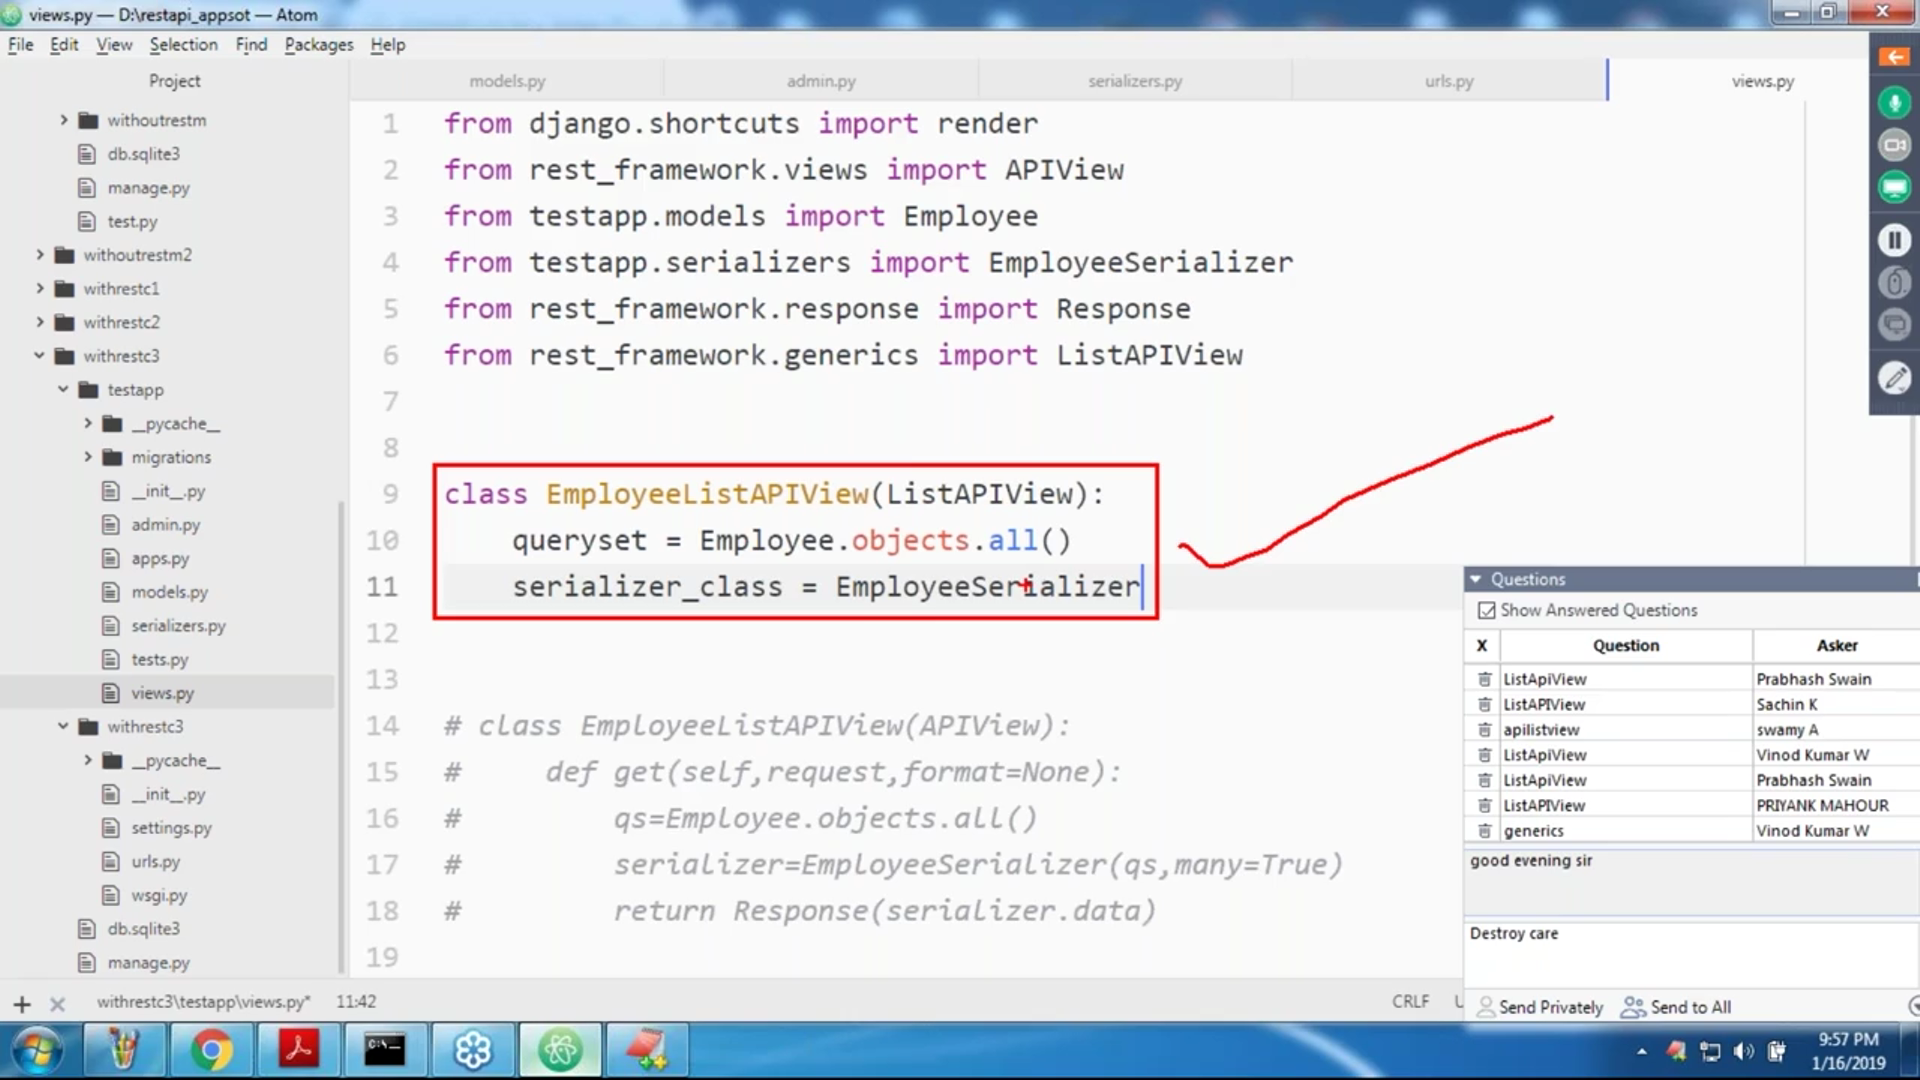 views.py — D:\restapi_appsot — Atom
File Edit View Selection Find Packages Help
Project
models.py admin.py serializers.py urls.py views.py
withoutrestm
db.sqlite3
manage.py
test.py
withoutrestm2
withrestc1
withrestc2
withrestc3
testapp
__pycache__
migrations
__init__.py
admin.py
apps.py
models.py
serializers.py
tests.py
views.py
withrestc3
__pycache__
__init__.py
settings.py
urls.py
wsgi.py
db.sqlite3
manage.py
1 from django.shortcuts import render
2 from rest_framework.views import APIView
3 from testapp.models import Employee
4 from testapp.serializers import EmployeeSerializer
5 from rest_framework.response import Response
6 from rest_framework.generics import ListAPIView
7
8
9 class EmployeeListAPIView(ListAPIView):
10 queryset = Employee.objects.all()
11 serializer_class = EmployeeSerializer
12
13
14 # class EmployeeListAPIView(APIView):
15 # def get(self,request,format=None):
16 # qs=Employee.objects.all()
17 # serializer=EmployeeSerializer(qs,many=True)
18 # return Response(serializer.data)
19
Questions
Show Answered Questions
X Question Asker
ListApiView Prabhash Swain
ListAPIView Sachin K
apilistview swamy A
ListApiView Vinod Kumar W
ListApiView Prabhash Swain
ListAPIView PRIYANK MAHOUR
generics Vinod Kumar W
good evening sir
Destroy care
Send Privately Send to All
withrestc3\testapp\views.py* 11:42 CRLF
9:57 PM
1/16/2019